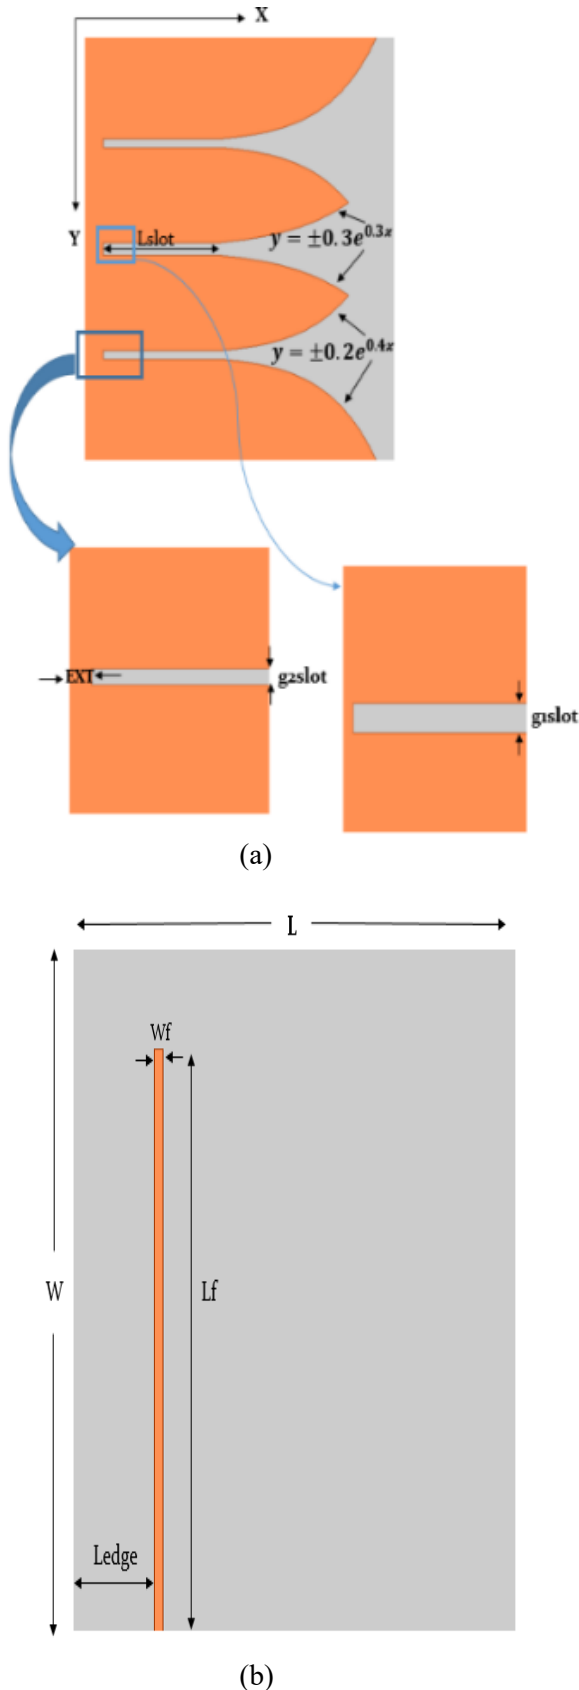 X
Y
Lslot
y = ±0.3e^0.3x
y = ±0.2e^0.4x
EXT
g2slot
g1slot
(a)
L
Wf
W
Lf
Ledge
(b)